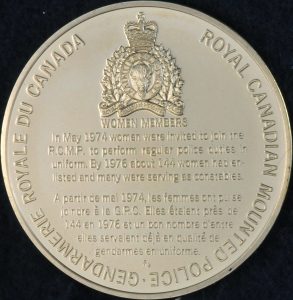 GENDARMERIE ROYALE DU CANADA
ROYAL CANADIAN MOUNTED POLICE
WOMEN MEMBERS
In May 1974 women were invited to join the
R.C.M.P. to perform regular police duties in
uniform. By 1976 about 144 women had en-
listed and many were serving as constables.
A partir de mai 1974, les femmes ont pu se
joindre à la G.R.C. Elles étaient près de
144 en 1976 et un bon nombre d'entre
elles servaient déjà en qualité de
gendarmes en uniforme.